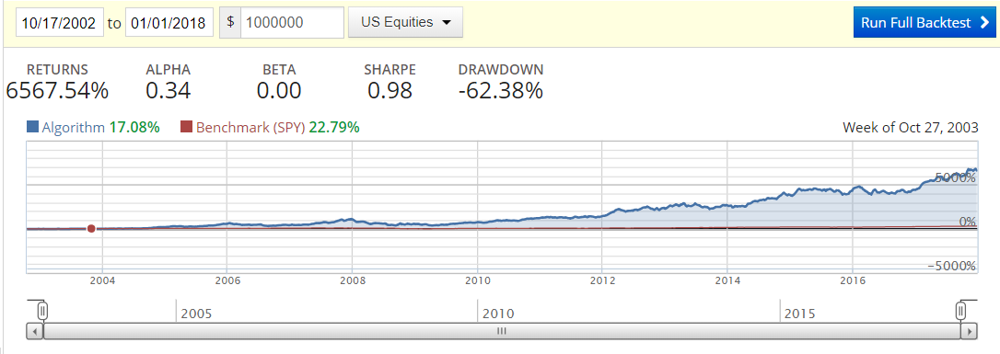 10/17/2002 to 01/01/2018 $ 1000000 US Equities Run Full Backtest
RETURNS ALPHA BETA SHARPE DRAWDOWN
6567.54% 0.34 0.00 0.98 -62.38%
Algorithm 17.08% Benchmark (SPY) 22.79% Week of Oct 27, 2003
5000%
0%
−5000%
2004 2006 2008 2010 2012 2014 2016
2005 2010 2015